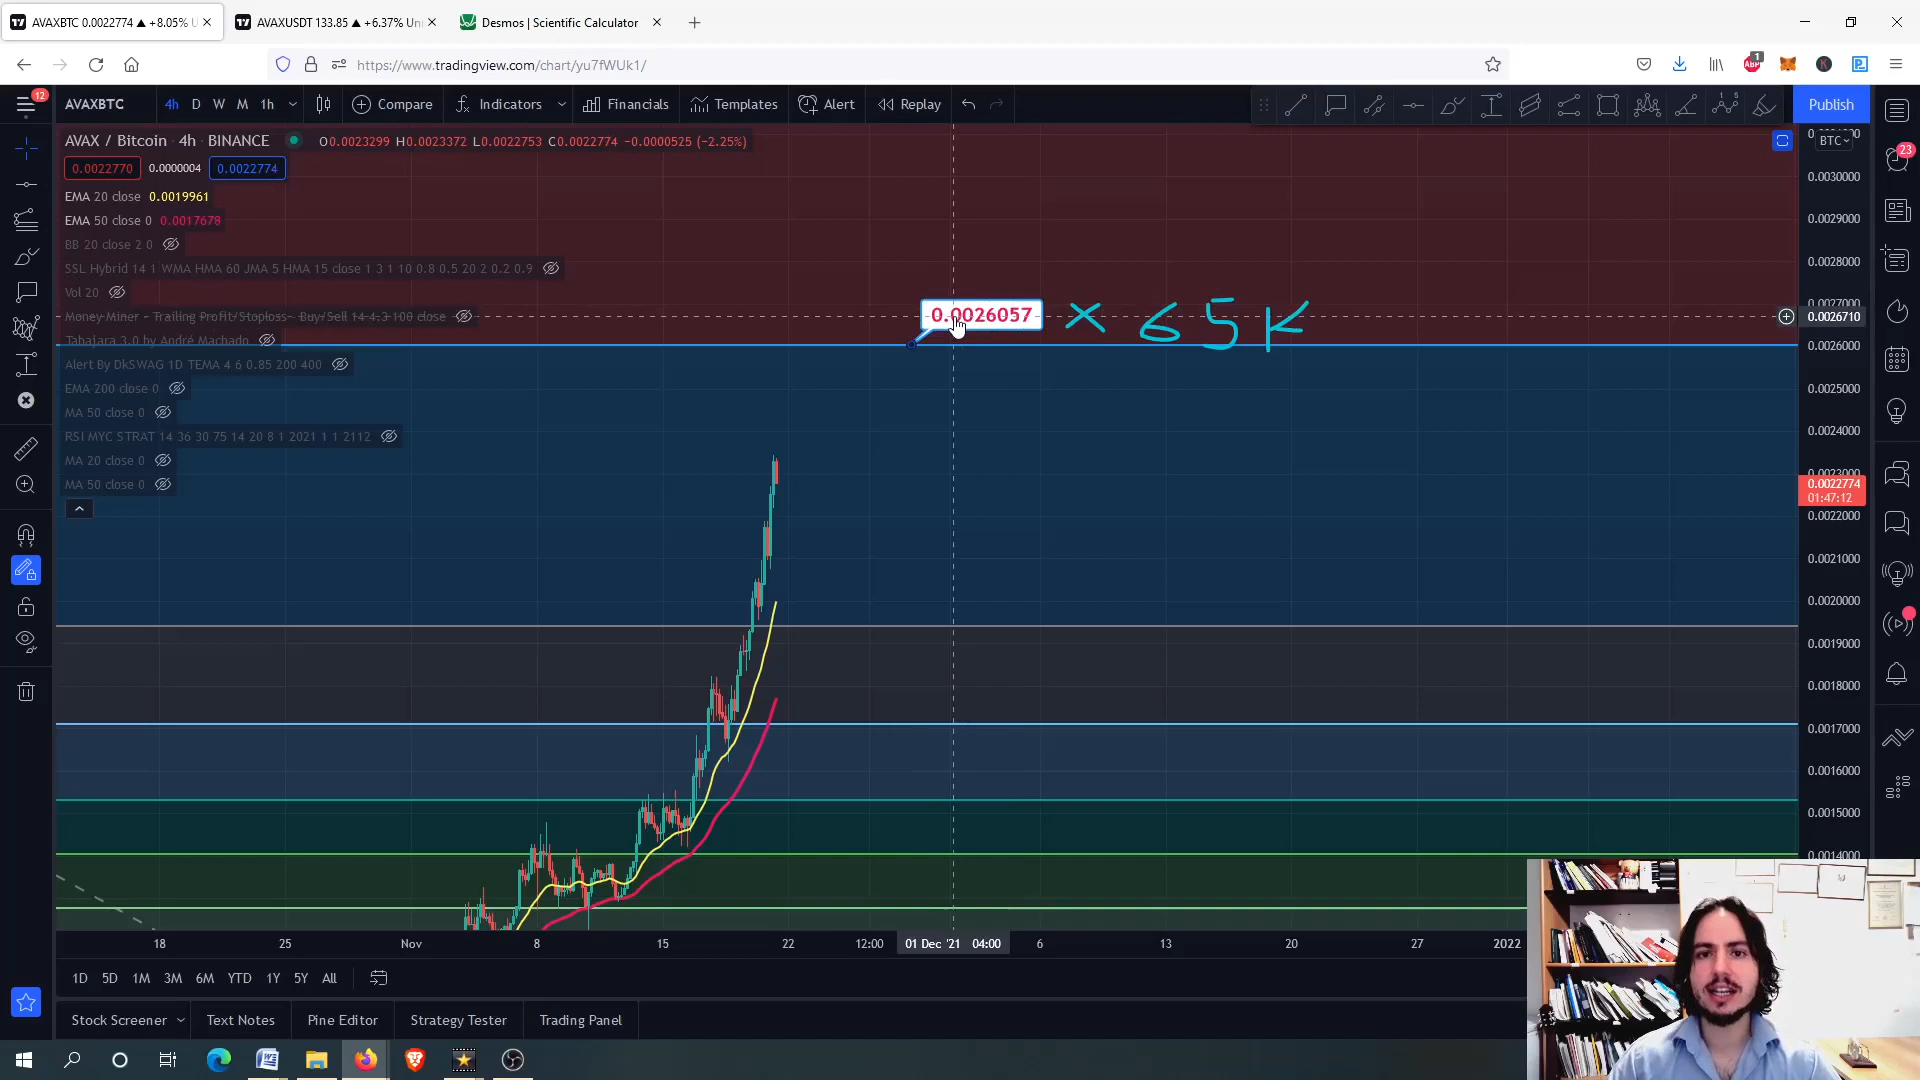 AVAXBTC 0.0022774 ▲ +8.05% U
AVAXUSDT 133.85 ▲ +6.37% Un
Desmos | Scientific Calculator
https://www.tradingview.com/chart/yu7fWUk1/
1
12
AVAXBTC
4h D W M 1h
Compare
Indicators
Financials
Templates
Alert
Replay
Publish
AVAX / Bitcoin · 4h · BINANCE
O0.0023299 H0.0023372 L0.0022753 C0.0022774 −0.0000525 (−2.25%)
BTC
0.0022770 0.0000004 0.0022774
EMA 20 close 0.0019961
EMA 50 close 0 0.0017678
BB 20 close 2 0
SSL Hybrid 14 1 WMA HMA 60 JMA 5 HMA 15 close 1 3 1 10 0.8 0.5 20 2 0.2 0.9
Vol 20
Money Miner - Trailing Profit/Stoploss - Buy/Sell 14 4.3 100 close
Tabajara 3.0 by André Machado
Alert By DkSWAG 1D TEMA 4 6 0.85 200 400
EMA 200 close 0
MA 50 close 0
RSI MYC STRAT 14 36 30 75 14 20 8 1 2021 1 1 2112
MA 20 close 0
MA 50 close 0
0.0026057 × 65K
0.0030000
0.0029000
0.0028000
0.0027000
0.0026710
0.0026000
0.0025000
0.0024000
0.0023000
0.0022774
01:47:12
0.0022000
0.0021000
0.0020000
0.0019000
0.0018000
0.0017000
0.0016000
0.0015000
0.0014000
23
18 25 Nov 8 15 22 12:00 01 Dec '21 04:00 6 13 20 27 2022
1D 5D 1M 3M 6M YTD 1Y 5Y All
Stock Screener
Text Notes
Pine Editor
Strategy Tester
Trading Panel